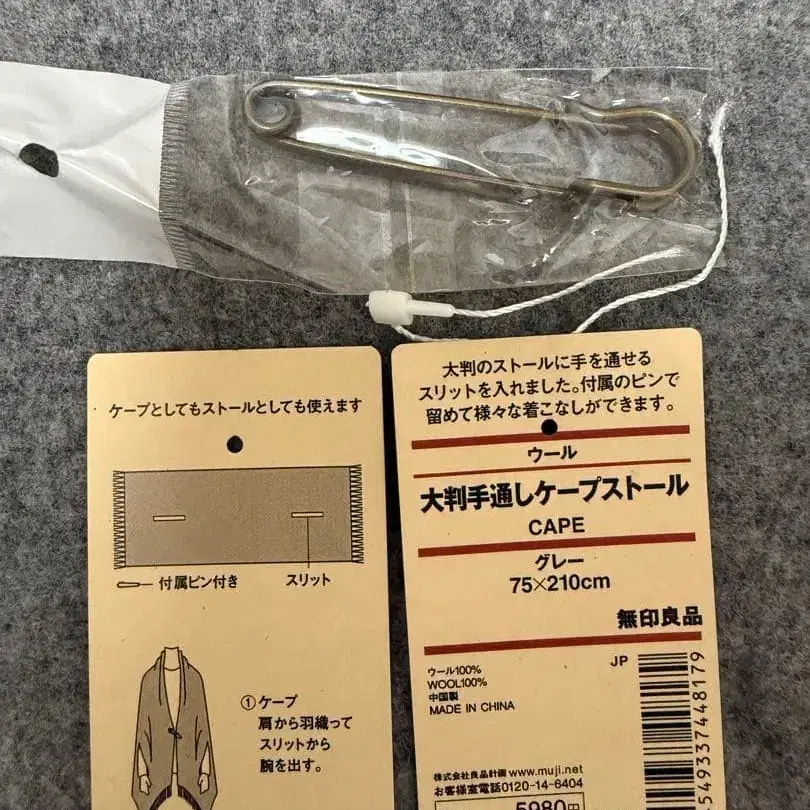 ケープとしてもストールとしても使えます
付属ピン付き
スリット
①ケープ
肩から羽織って
スリットから
腕を出す。
太判のストールに手を通せる
スリットを入れました。付属のピンで
留めて様々な着こなしができます。
ウール
大判手通しケープストール
CAPE
グレー
75×210cm
無印良品
JP
ウール100%
WOOL100%
中国製
MADE IN CHINA
株式会社良品計画 www.muji.net
お客様室電話0120-14-6404
549337448179
5980円